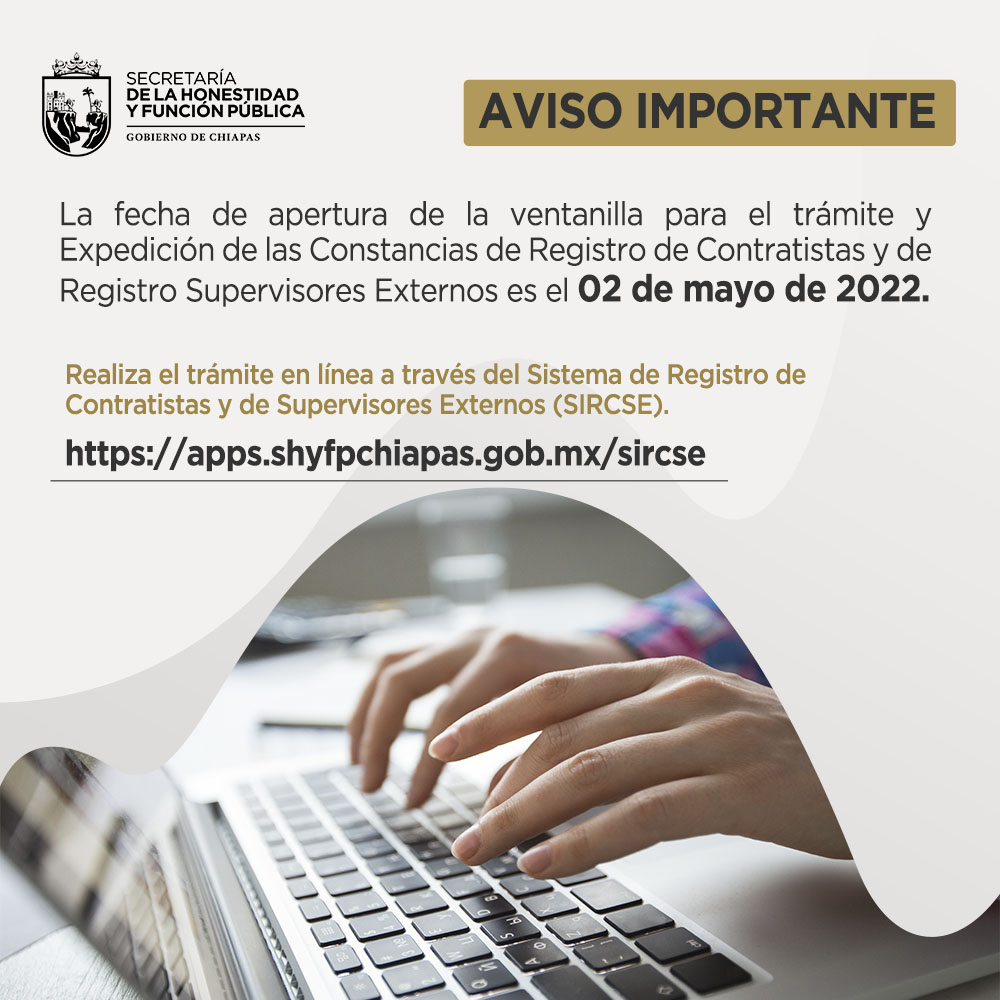 SECRETARÍA
DE LA HONESTIDAD
Y FUNCIÓN PÚBLICA
GOBIERNO DE CHIAPAS
AVISO IMPORTANTE
La fecha de apertura de la ventanilla para el trámite y
Expedición de las Constancias de Registro de Contratistas y de
Registro Supervisores Externos es el 02 de mayo de 2022.
Realiza el trámite en línea a través del Sistema de Registro de
Contratistas y de Supervisores Externos (SIRCSE).
https://apps.shyfpchiapas.gob.mx/sircse